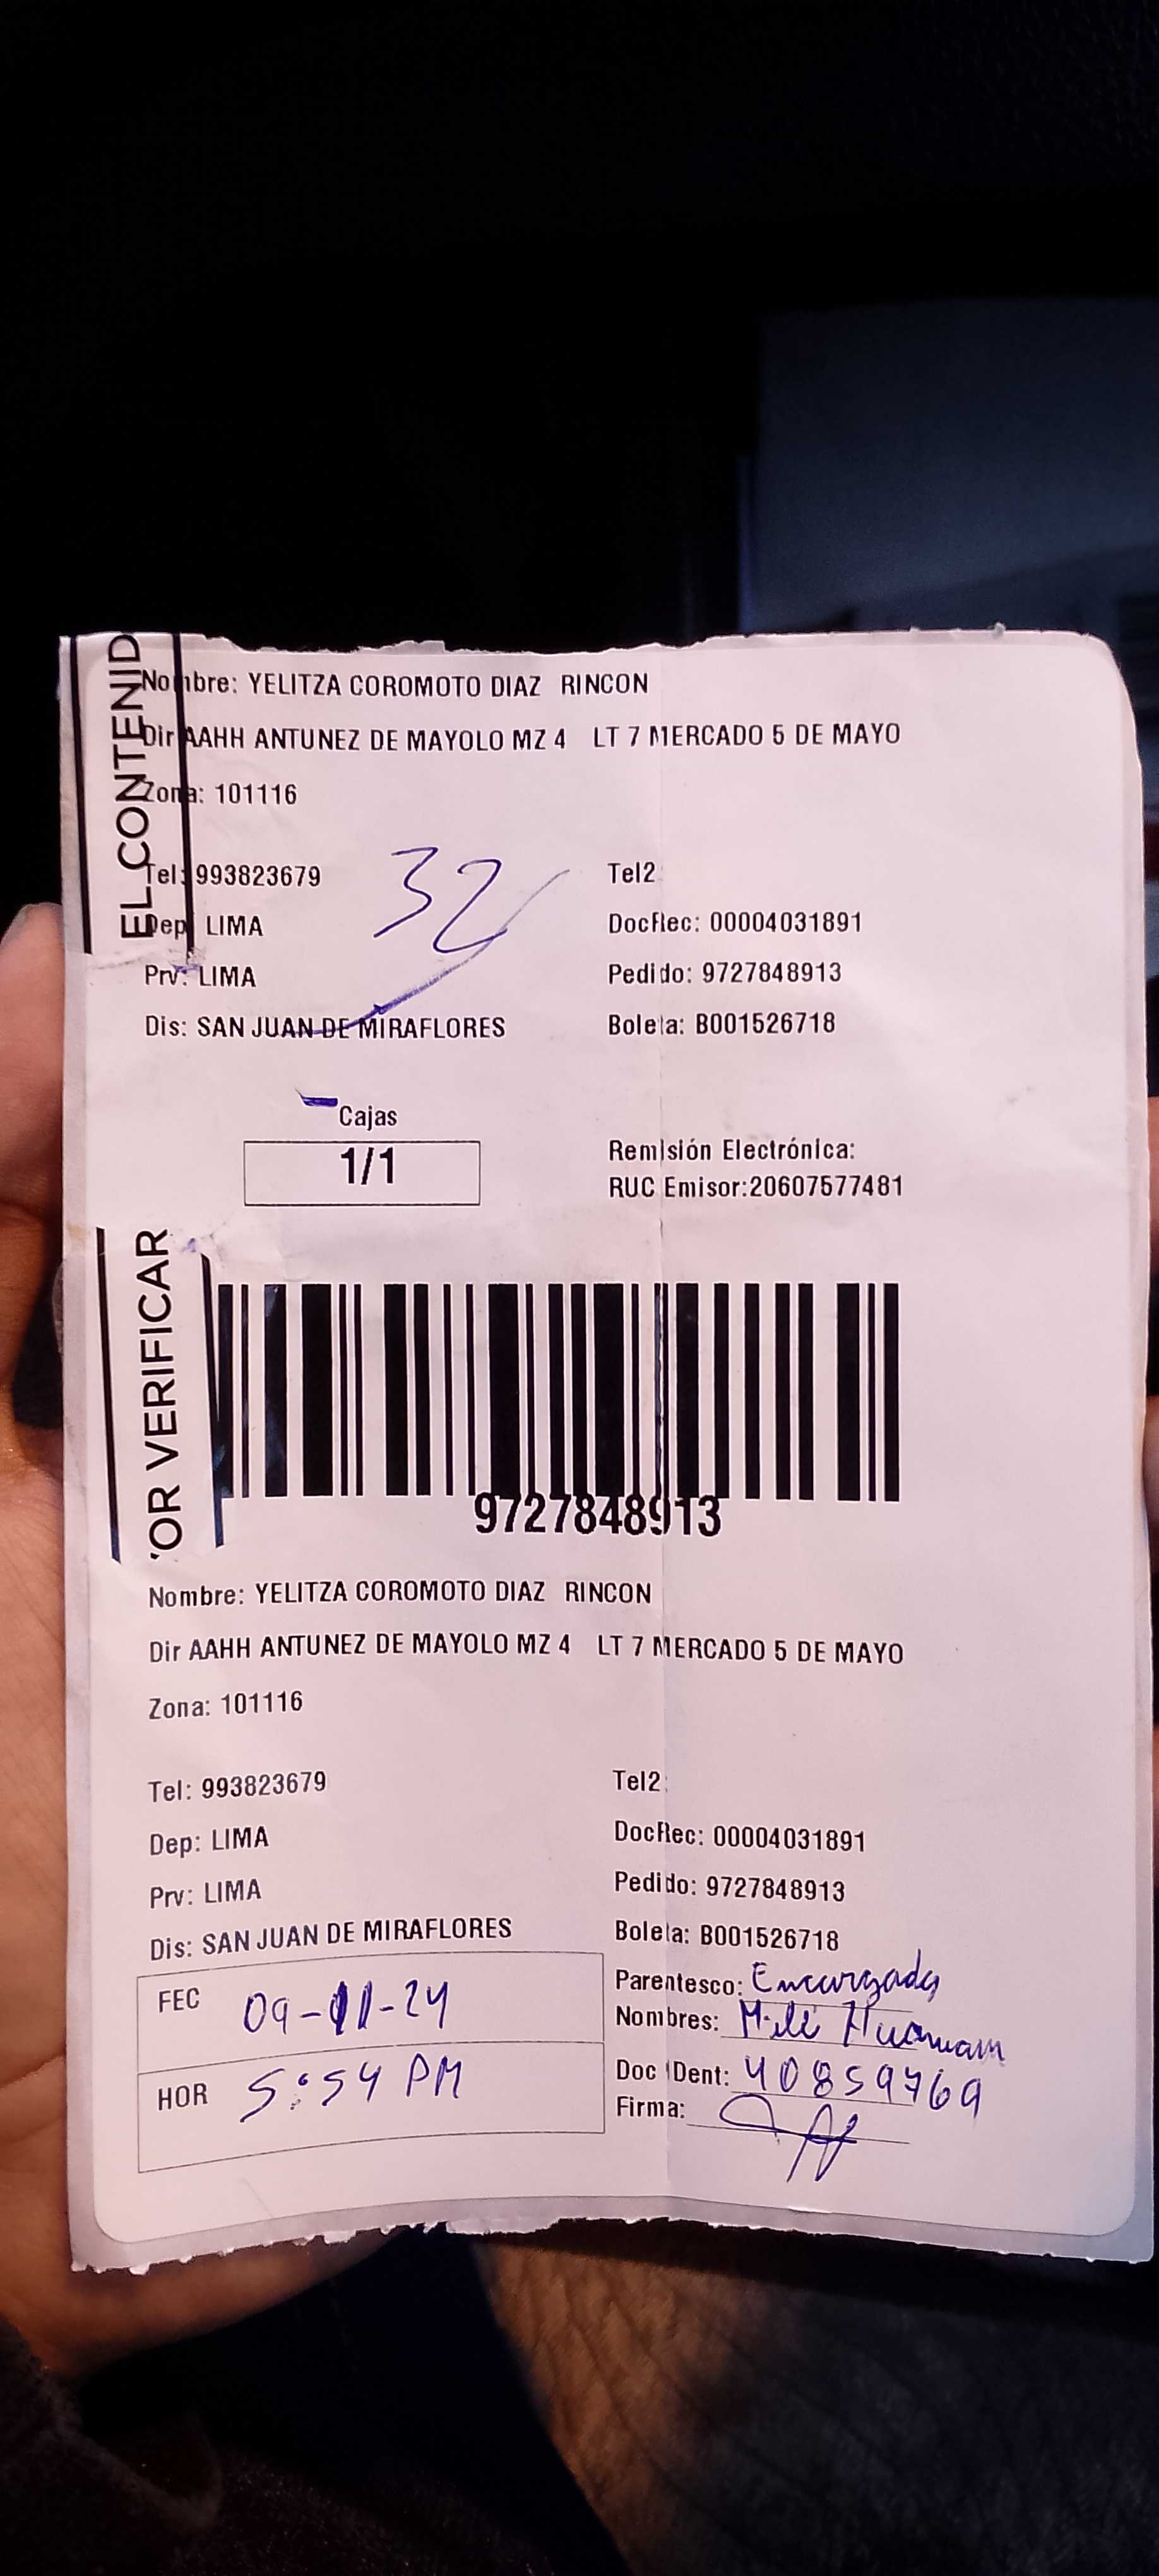 EL CONTENID
Nombre: YELITZA COROMOTO DIAZ RINCON
Dir AAHH ANTUNEZ DE MAYOLO MZ 4 LT 7 MERCADO 5 DE MAYO
Zona: 101116
32
Tel: 993823679 Tel2:
Dep: LIMA DocRec: 00004031891
Prv: LIMA Pedido: 9727848913
Dis: SAN JUAN DE MIRAFLORES Boleta: B001526718
Cajas
1/1
Remisión Electrónica:
RUC Emisor:20607577481
OR VERIFICAR
9727848913
Nombre: YELITZA COROMOTO DIAZ RINCON
Dir AAHH ANTUNEZ DE MAYOLO MZ 4 LT 7 MERCADO 5 DE MAYO
Zona: 101116
Tel: 993823679 Tel2:
Dep: LIMA DocRec: 00004031891
Prv: LIMA Pedido: 9727848913
Dis: SAN JUAN DE MIRAFLORES Boleta: B001526718
FEC 09-11-24
HOR 5:54 PM
Parentesco: Encargada
Nombres: Huamam
Doc Ident: 40859769
Firma: